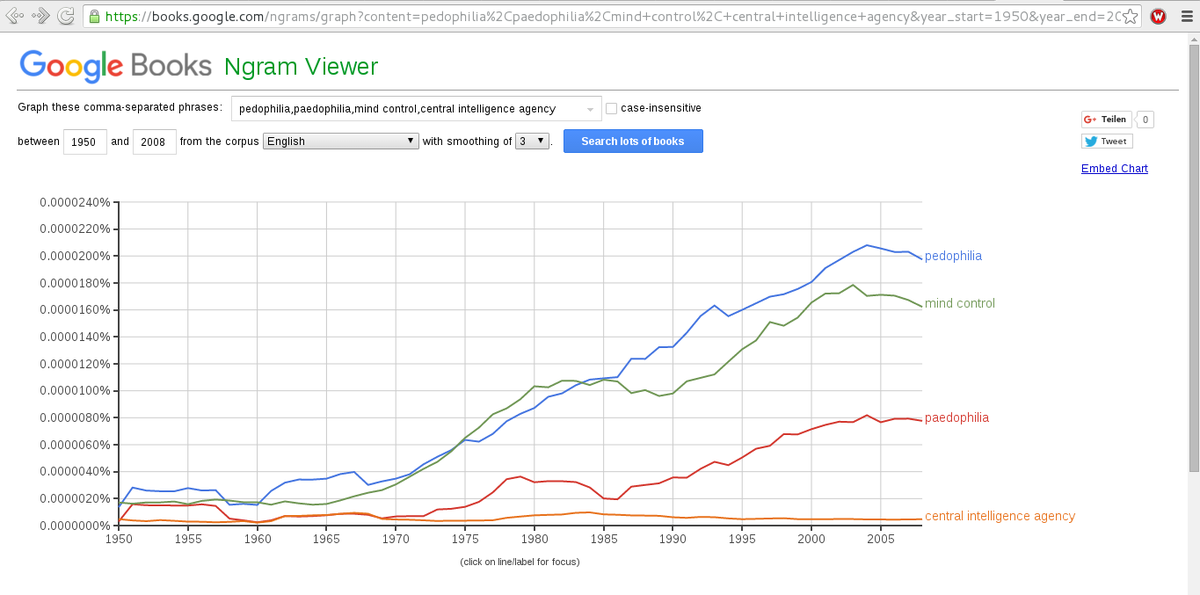 https://books.google.com/ngrams/graph?content=pedophilia%2Cpaedophilia%2Cmind+control%2C+central+intelligence+agency&year_start=1950&year_end=20
W
Google Books Ngram Viewer
Graph these comma-separated phrases: pedophilia,paedophilia,mind control,central intelligence agency case-insensitive
between 1950 and 2008 from the corpus English with smoothing of 3 . Search lots of books
G+ Teilen 0
Tweet
Embed Chart
0.0000240%
0.0000220%
0.0000200%
0.0000180%
0.0000160%
0.0000140%
0.0000120%
0.0000100%
0.0000080%
0.0000060%
0.0000040%
0.0000020%
0.0000000%
pedophilia
mind control
paedophilia
central intelligence agency
1950 1955 1960 1965 1970 1975 1980 1985 1990 1995 2000 2005
(click on line/label for focus)